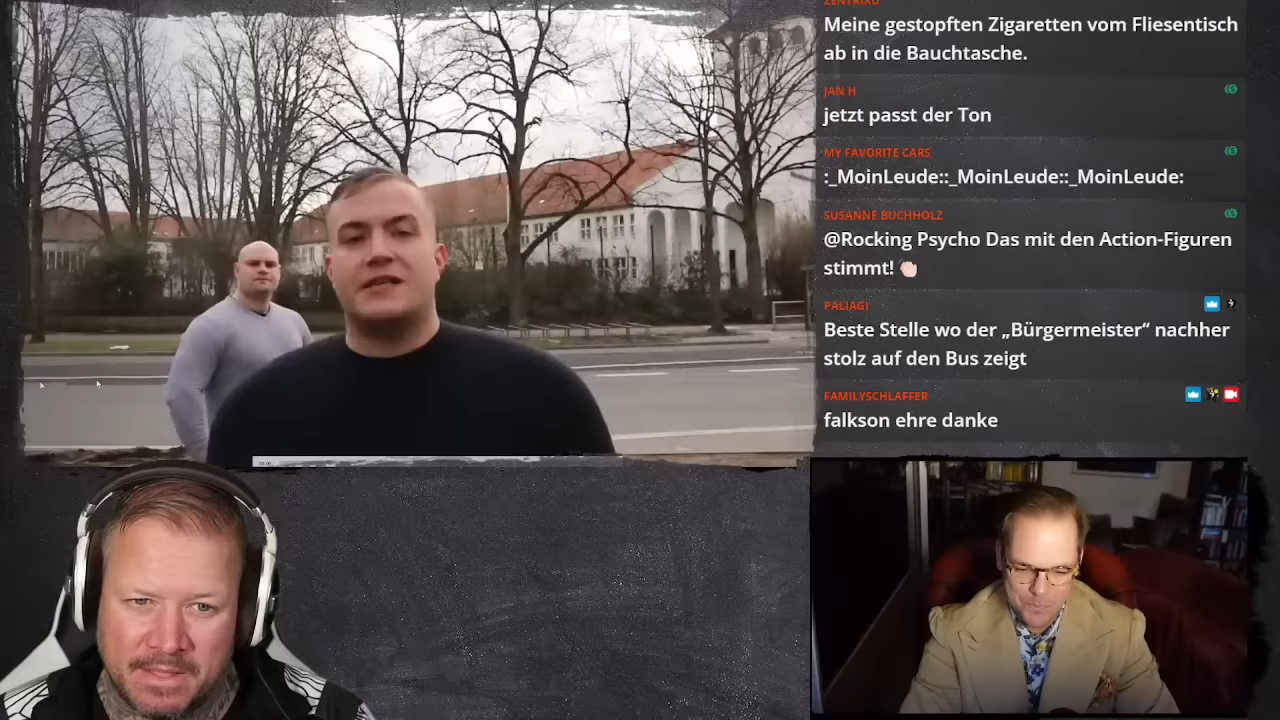 ZENTRIXU
Meine gestopften Zigaretten vom Fliesentisch
ab in die Bauchtasche.
JAN H
jetzt passt der Ton
MY FAVORITE CARS
:_MoinLeude::_MoinLeude::_MoinLeude:
SUSANNE BUCHHOLZ
@Rocking Psycho Das mit den Action-Figuren
stimmt! 👏🏻
PALIAGI
Beste Stelle wo der „Bürgermeister“ nachher
stolz auf den Bus zeigt
FAMILYSCHLAFFER
falkson ehre danke